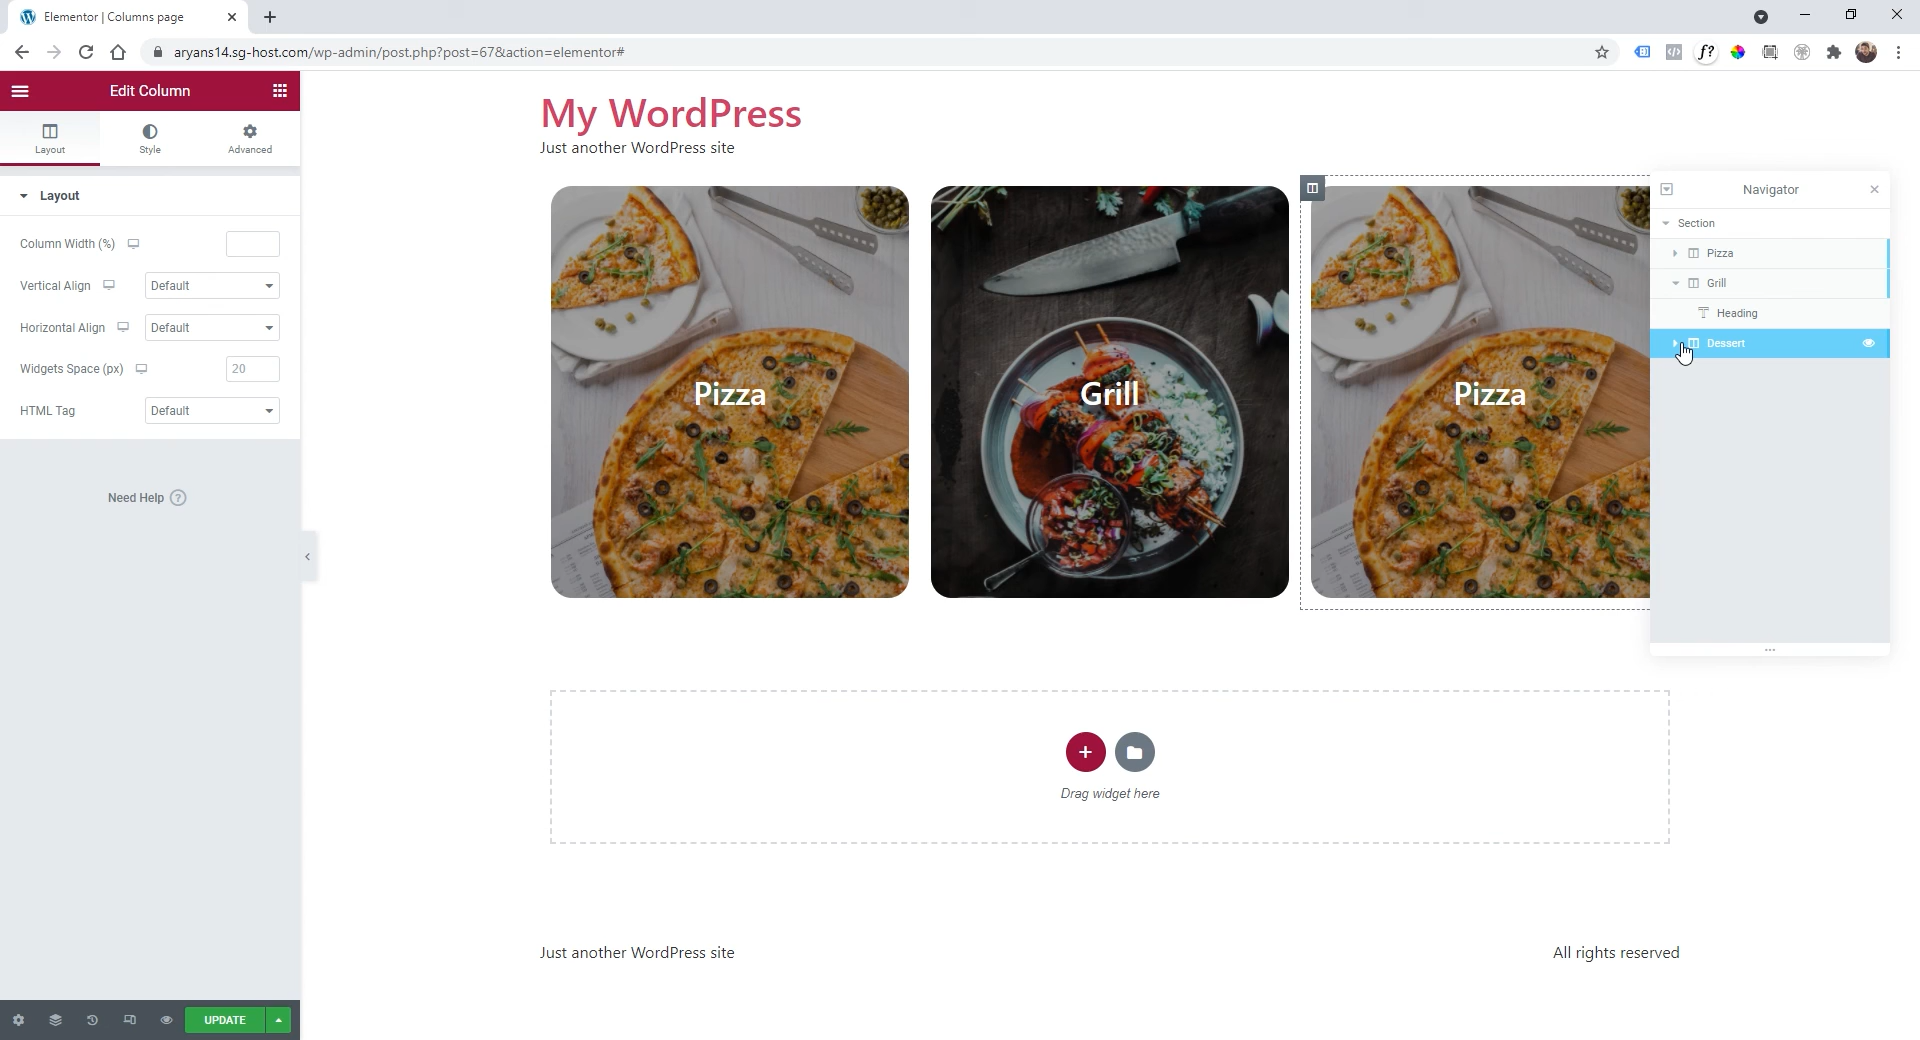 Elementor | Columns page
aryans14.sg-host.com/wp-admin/post.php?post=67&action=elementor#
f?
Edit Column
Layout
Style
Advanced
Layout
Column Width (%)
Vertical Align
Default
Horizontal Align
Default
Widgets Space (px)
20
HTML Tag
Default
Need Help
?
UPDATE
My WordPress
Just another WordPress site
Pizza
Grill
Pizza
Navigator
Section
Pizza
Grill
Heading
Dessert
Drag widget here
Just another WordPress site
All rights reserved